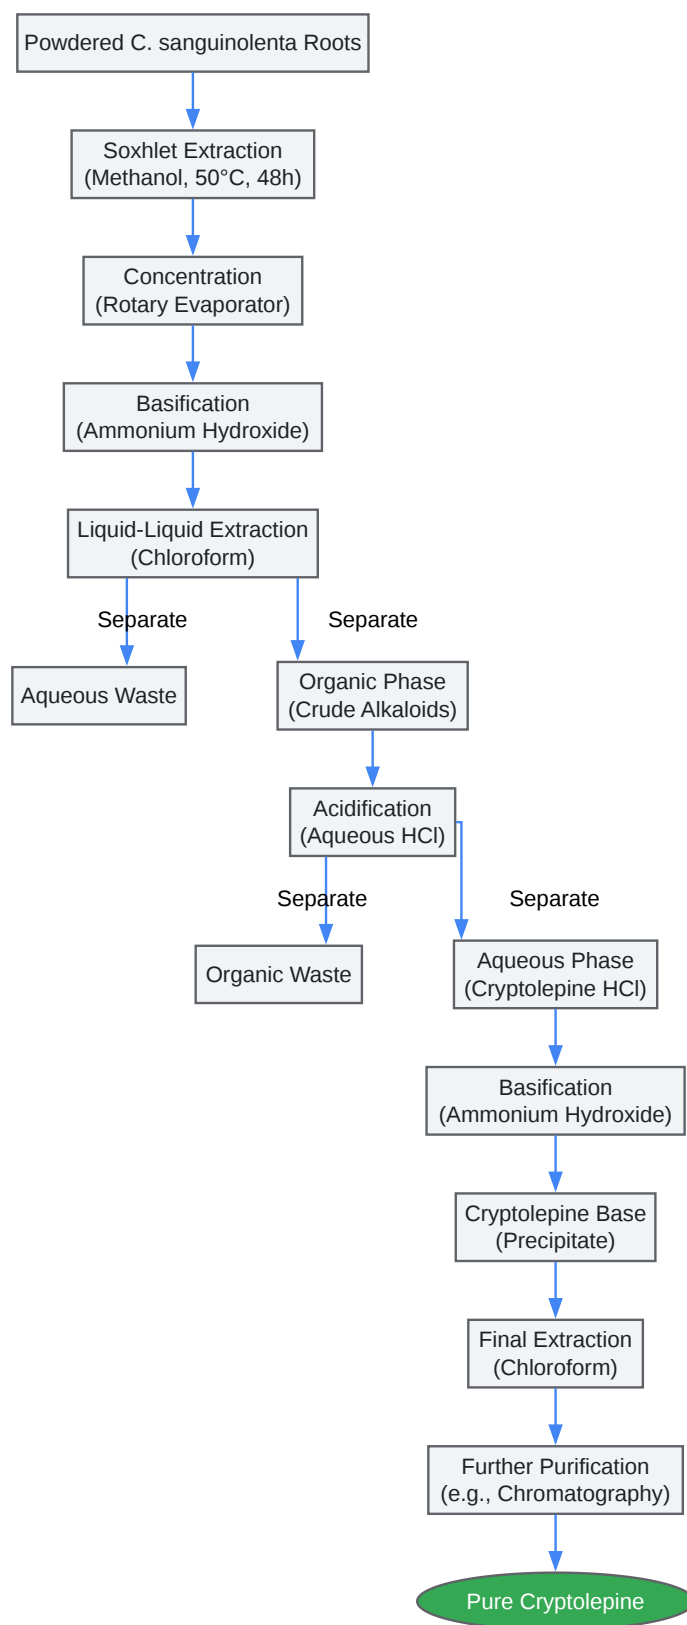 Powdered C. sanguinolenta Roots
Soxhlet Extraction
(Methanol, 50°C, 48h)
Concentration
(Rotary Evaporator)
Basification
(Ammonium Hydroxide)
Liquid-Liquid Extraction
(Chloroform)
Separate
Separate
Aqueous Waste
Organic Phase
(Crude Alkaloids)
Acidification
(Aqueous HCl)
Separate
Separate
Organic Waste
Aqueous Phase
(Cryptolepine HCl)
Basification
(Ammonium Hydroxide)
Cryptolepine Base
(Precipitate)
Final Extraction
(Chloroform)
Further Purification
(e.g., Chromatography)
Pure Cryptolepine